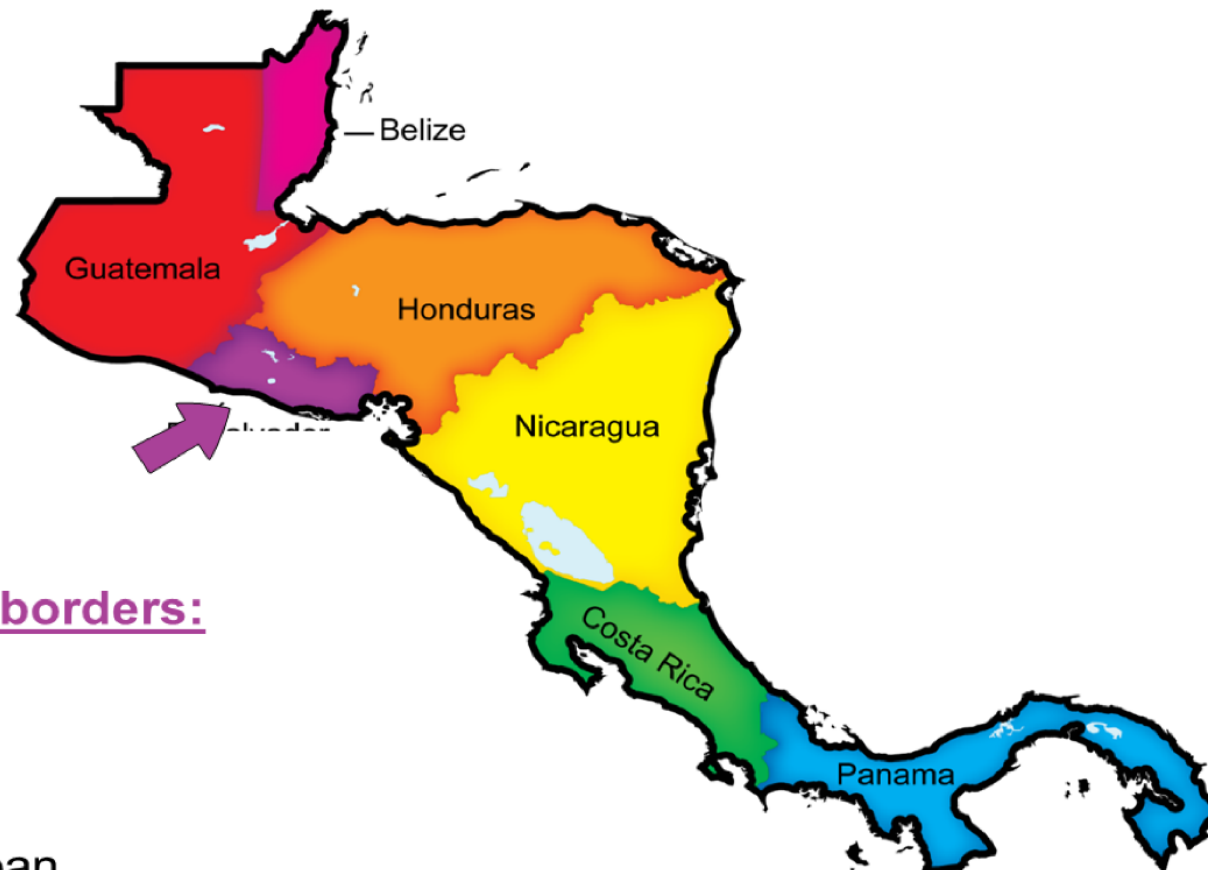 Belize
Guatemala
Honduras
Nicaragua
borders:
Costa Rica
Panama